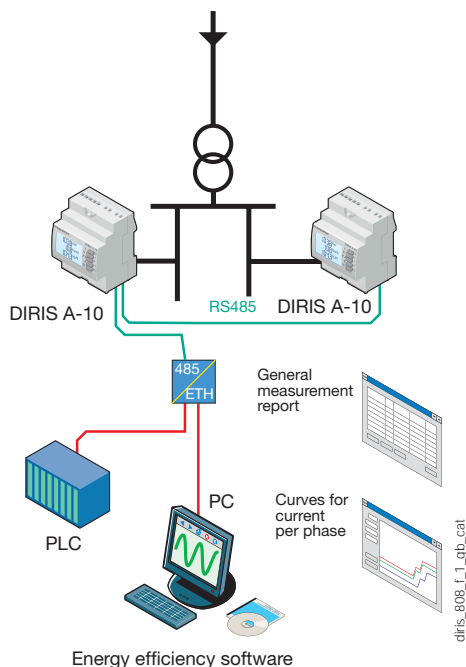 RS485
DIRIS A-10
DIRIS A-10
485
ETH
General
measurement
report
PC
Curves for
current
per phase
PLC
Energy efficiency software
diris_808_f_1_gb_cat